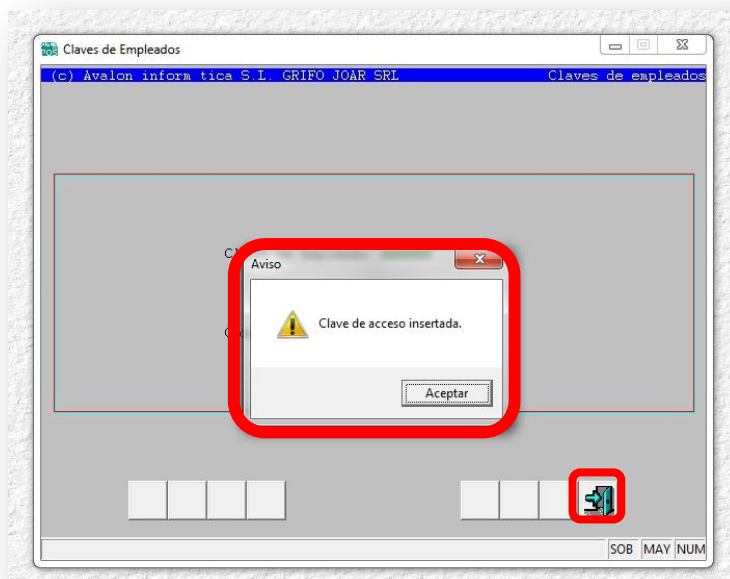 Claves de Empleados
(c) Avalon inform tica S.L. GRIFO JOAR SRL Claves de empleados
Aviso
Clave de acceso insertada.
Aceptar
SOB MAY NUM